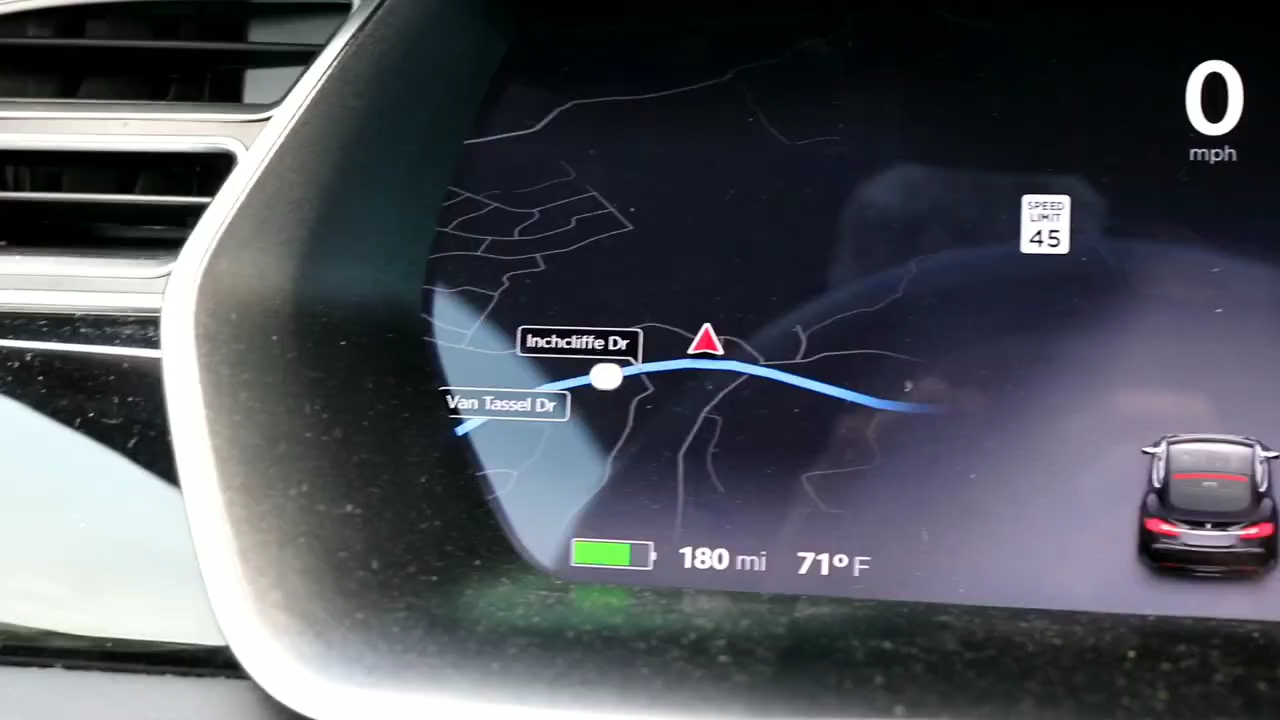 0
mph
SPEED
LIMIT
45
Inchcliffe Dr
Van Tassel Dr
180 mi
71° F